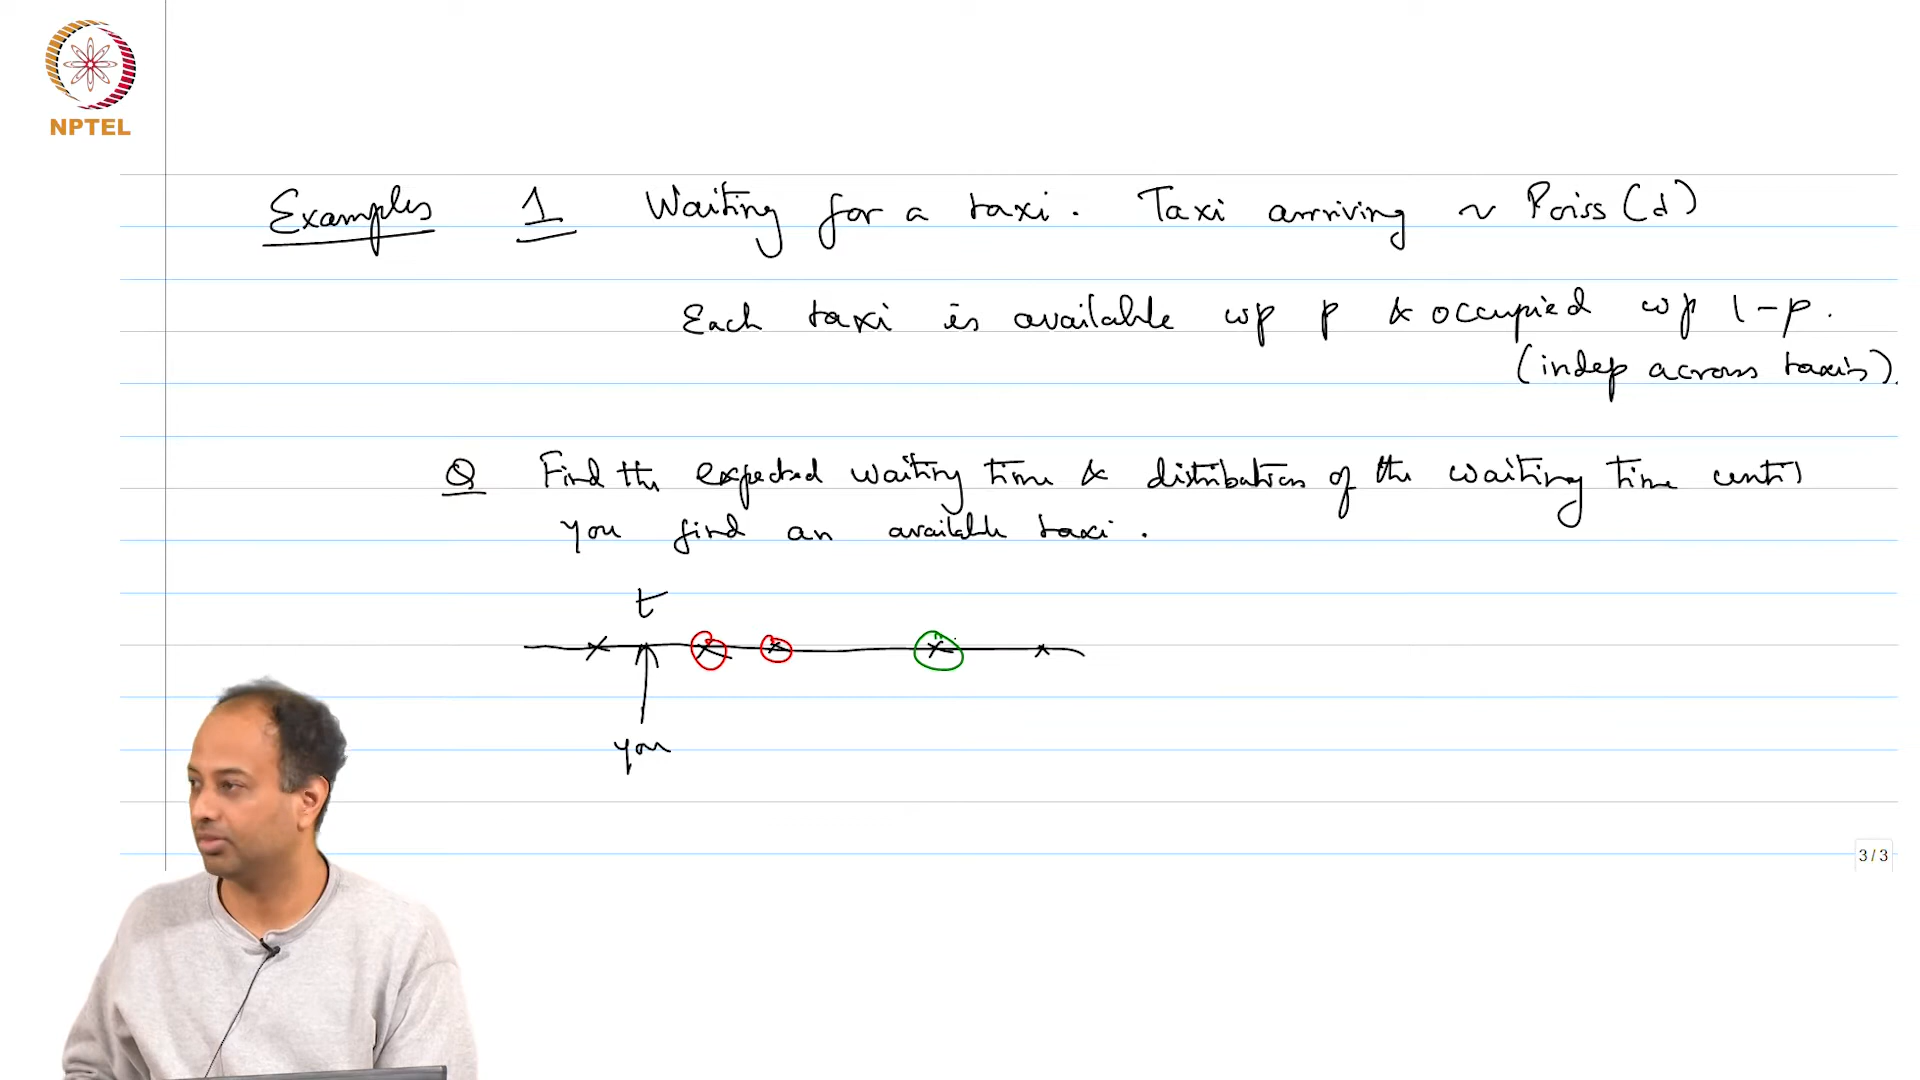 NPTEL
Examples 1 Waiting for a taxi. Taxi arriving ~ Poiss (λ)
Each taxi is available wp p & occupied wp 1-p.
(indep across taxis).
Q Find the expected waiting time & distribution of the waiting time until
you find an available taxi.
t
you
3 / 3